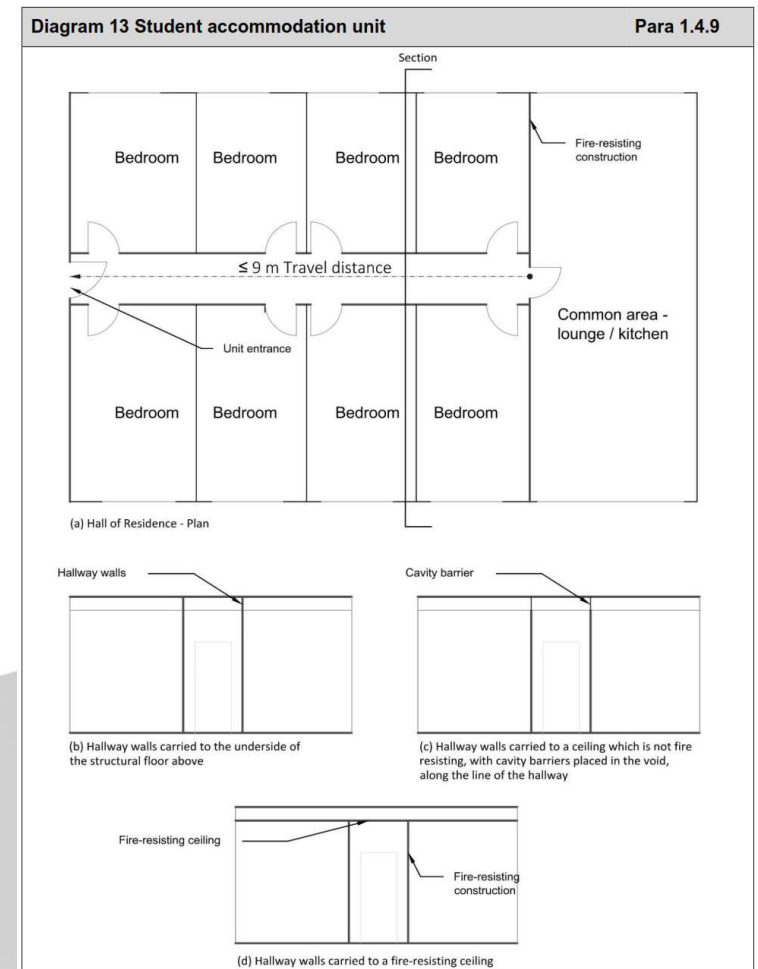 Diagram 13 Student accommodation unit Para 1.4.9
Section
Bedroom Bedroom Bedroom Bedroom
Fire-resisting
construction
≤ 9 m Travel distance
Common area -
lounge / kitchen
Unit entrance
Bedroom Bedroom Bedroom Bedroom
(a) Hall of Residence - Plan
Hallway walls
(b) Hallway walls carried to the underside of
the structural floor above
Cavity barrier
(c) Hallway walls carried to a ceiling which is not fire
resisting, with cavity barriers placed in the void,
along the line of the hallway
Fire-resisting ceiling
Fire-resisting
construction
(d) Hallway walls carried to a fire-resisting ceiling